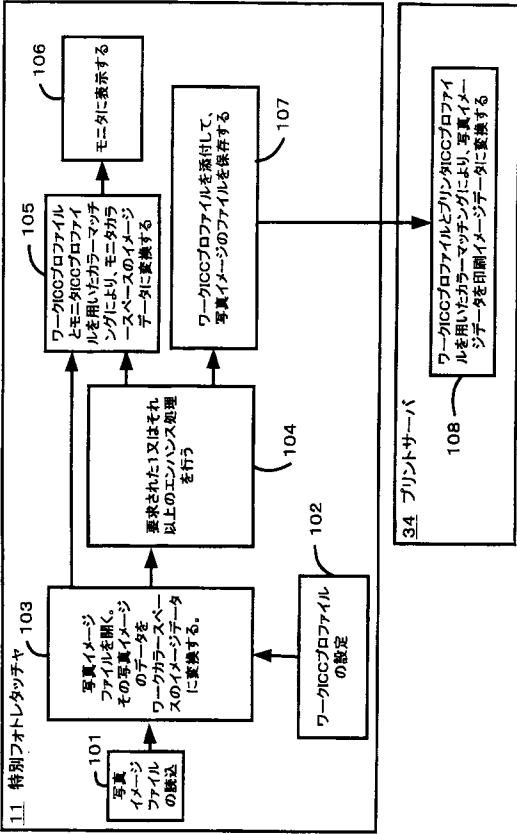 11 特別フォトレタッチャ
101
写真
イメージ
ファイル
の読込
103
写真イメージ
ファイルを開く。
その写真イメージ
のデータを
ワークカラースペー
スのイメージデータ
に変換する。
102
ワークICCプロファイル
の設定
104
要求された1又はそれ
以上のエンハンス処理
を行う
105
ワークICCプロファイル
とモニタICCプロファイ
ルを用いたカラーマッチ
ングにより、モニタカラ
ースペースのイメージ
データに変換する
106
モニタに表示する
107
ワークICCプロファイルを添付して、
写真イメージのファイルを保存する
34 プリントサーバ
108
ワークICCプロファイルとプリンタICCプロファイ
ルを用いたカラーマッチングにより、写真イメー
ジデータを印刷イメージデータに変換する